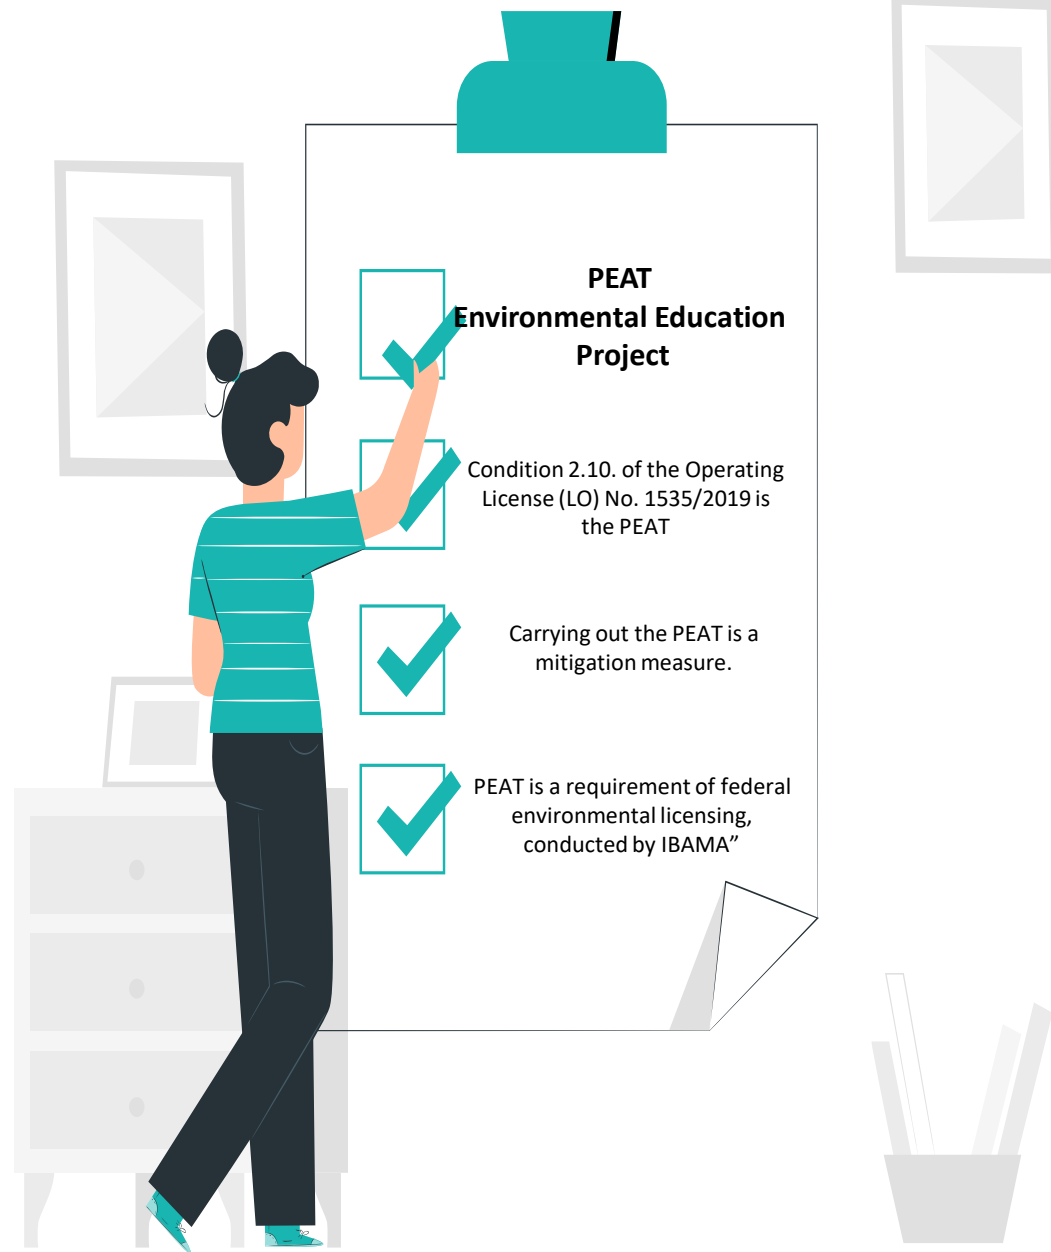 PEAT
Environmental Education
Project
Condition 2.10. of the Operating
License (LO) No. 1535/2019 is
the PEAT
Carrying out the PEAT is a
mitigation measure.
PEAT is a requirement of federal
environmental licensing,
conducted by IBAMA”